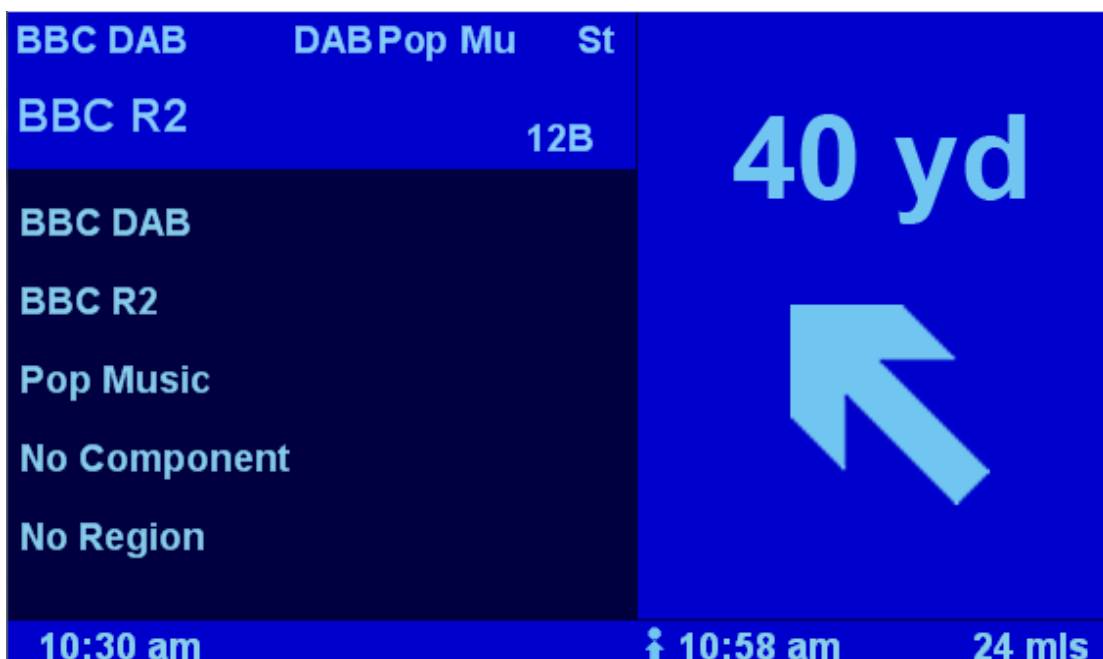 BBC DAB DAB Pop Mu St
BBC R2
12B
BBC DAB
BBC R2
Pop Music
No Component
No Region
40 yd
10:30 am
10:58 am 24 mls